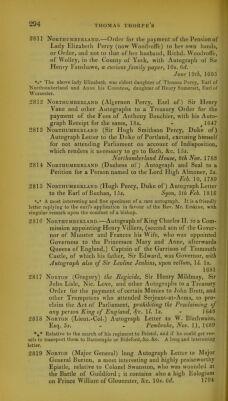 294 THOMAS THORPE'S
2811 NORTHUMBERLAND.—Order for the payment of the Pension of
Lady Elizabeth Percy (now Woodroffe) to her own hands,
or Order, and not to that of her husband, Richd. Woodroffe,
of Wolley, in the County of York, with Autograph of Sir
Henry Fanshawe, a curious family paper, 10s. 6d.
June 12th, 1605
*** The above lady Elizabeth, was eldest daughter of Thomas Percy, Earl of
Northumberland and Anne his Countess, daughter of Henry Somerset, Earl of
Worcester.
2812 NORTHUMBERLAND (Algernon Percy, Earl of) Sir Henry
Vane and other Autographs to a Treasury Order for the
payment of the Fees of Anthony Bouchier, with his Auto-
graph Receipt for the same, 18s. - 1647
2813 NORTHUMBERLAND (Sir Hugh Smithson Percy, Duke of)
Autograph Letter to the Duke of Portland, excusing himself
for not attending Parliament on account of Indisposition,
which renders it necessary to go to Bath, &c. 15s.
Northumberland House, 6th Nov. 1783
2814 NORTHUMBERLAND (Duchess of) Autograph and Seal to a
Petition for a Person named to the Lord High Almoner, 2s.
Feb. 10, 1789
2815 NORTHUMBERLAND (Hugh Percy, Duke of) Autograph Letter
to the Earl of Buchan, 15s. Syon, 5th Feb. 1816
*** A most interesting and fine specimen of a rare autograph. It is a friendly
letter replying to the earl's application in favour of the Rev. Mr. Jenkins, with
singular remark upon the conduct of a bishop.
2816 NORTHUMBERLAND.—Autograph of King Charles II. to a Com-
mission appointing Henry Villiers, (second son of the Gover-
nor of Munster and Frances his Wife, who was appointed
Governess to the Princesses Mary and Anne, afterwards
Queens of England,) Captain of the Garrison of Tynmouth
Castle, of which his father, Sir Edward, was Governor, with
Autograph also of Sir Leoline Jenkins, upon vellum, 1l. 1s.
1681
2817 NORTON (Gregory) the Regicide, Sir Henry Mildmay, Sir
John Lisle, Nic. Love, and other Autographs to a Treasury
Order for the payment of certain Monies to John Bret, and
other Trumpeters who attended Serjeant-at-Arms, to pro-
claim the Act of Parliament, prohibiting the Proclaiming of
any person King of England, &c. 1l. 1s. 1648
2818 NORTON (Lieut.-Col.) Autograph Letter to W. Blathwayt,
Esq. 5s. - Pembroke, Nov. 11, 1689
*** Relative to the march of his regiment to Bristol, and if he could get ves-
sels to transport them to Barnstaple or Bideford, &c. &c. A long and interesting
letter.
2819 NORTON (Major General) long Autograph Letter to Major
General Burton, a most interesting and highly praiseworthy
Epistle, relative to Colonel Swanston, who was wounded at
the Battle of Guildford; it contains also a high Eulogium
on Prince William of Gloucester, &c. 10s. 6d. 1794